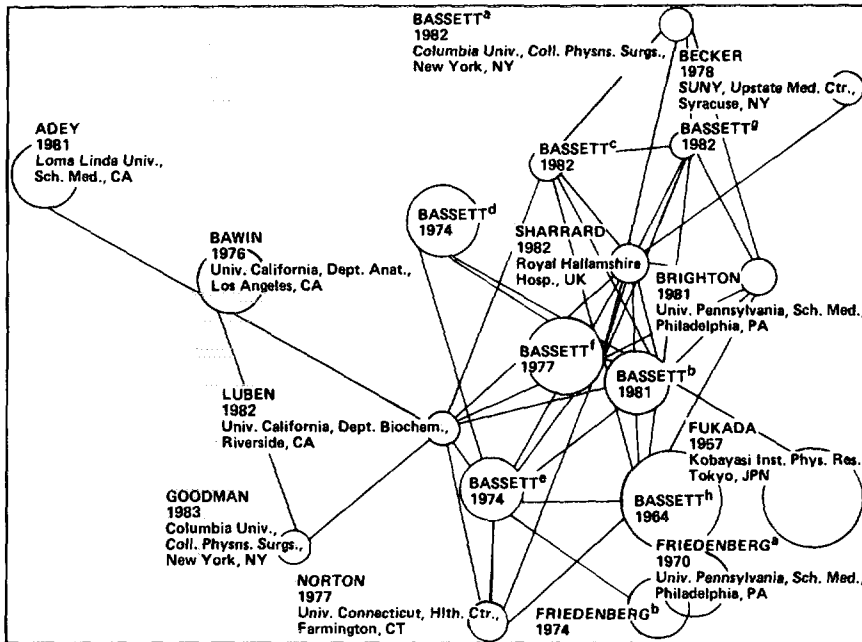 BASSETTᵃ
1982
Columbia Univ., Coll. Physns. Surgs.,
New York, NY
BECKER
1978
SUNY, Upstate Med. Ctr.,
Syracuse, NY
ADEY
1981
Loma Linda Univ.,
Sch. Med., CA
BASSETTᶜ
1982
BASSETTᵍ
1982
BASSETTᵈ
1974
BAWIN
1976
Univ. California, Dept. Anat.,
Los Angeles, CA
SHARRARD
1982
Royal Hallamshire
Hosp., UK
BRIGHTON
1981
Univ. Pennsylvania, Sch. Med.,
Philadelphia, PA
BASSETTᶠ
1977
BASSETTᵇ
1981
LUBEN
1982
Univ. California, Dept. Biochem.,
Riverside, CA
FUKADA
1957
Kobayasi Inst. Phys. Res.
Tokyo, JPN
BASSETTᵉ
1974
BASSETTʰ
1964
GOODMAN
1983
Columbia Univ.,
Coll. Physns. Surgs.,
New York, NY
FRIEDENBERGᵃ
1970
Univ. Pennsylvania, Sch. Med.,
Philadelphia, PA
NORTON
1977
Univ. Connecticut, Hlth. Ctr.,
Farmington, CT
FRIEDENBERGᵇ
1974